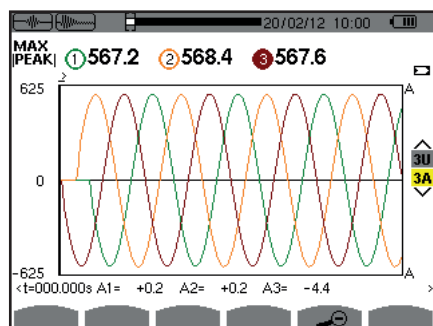 20/02/12 10:00
MAX
|PEAK| 1 567.2 2 568.4 3 567.6
625 A
3U
0
3A
-625 A
<t=000.000s A1= +0.2 A2= +0.2 A3= -4.4 >